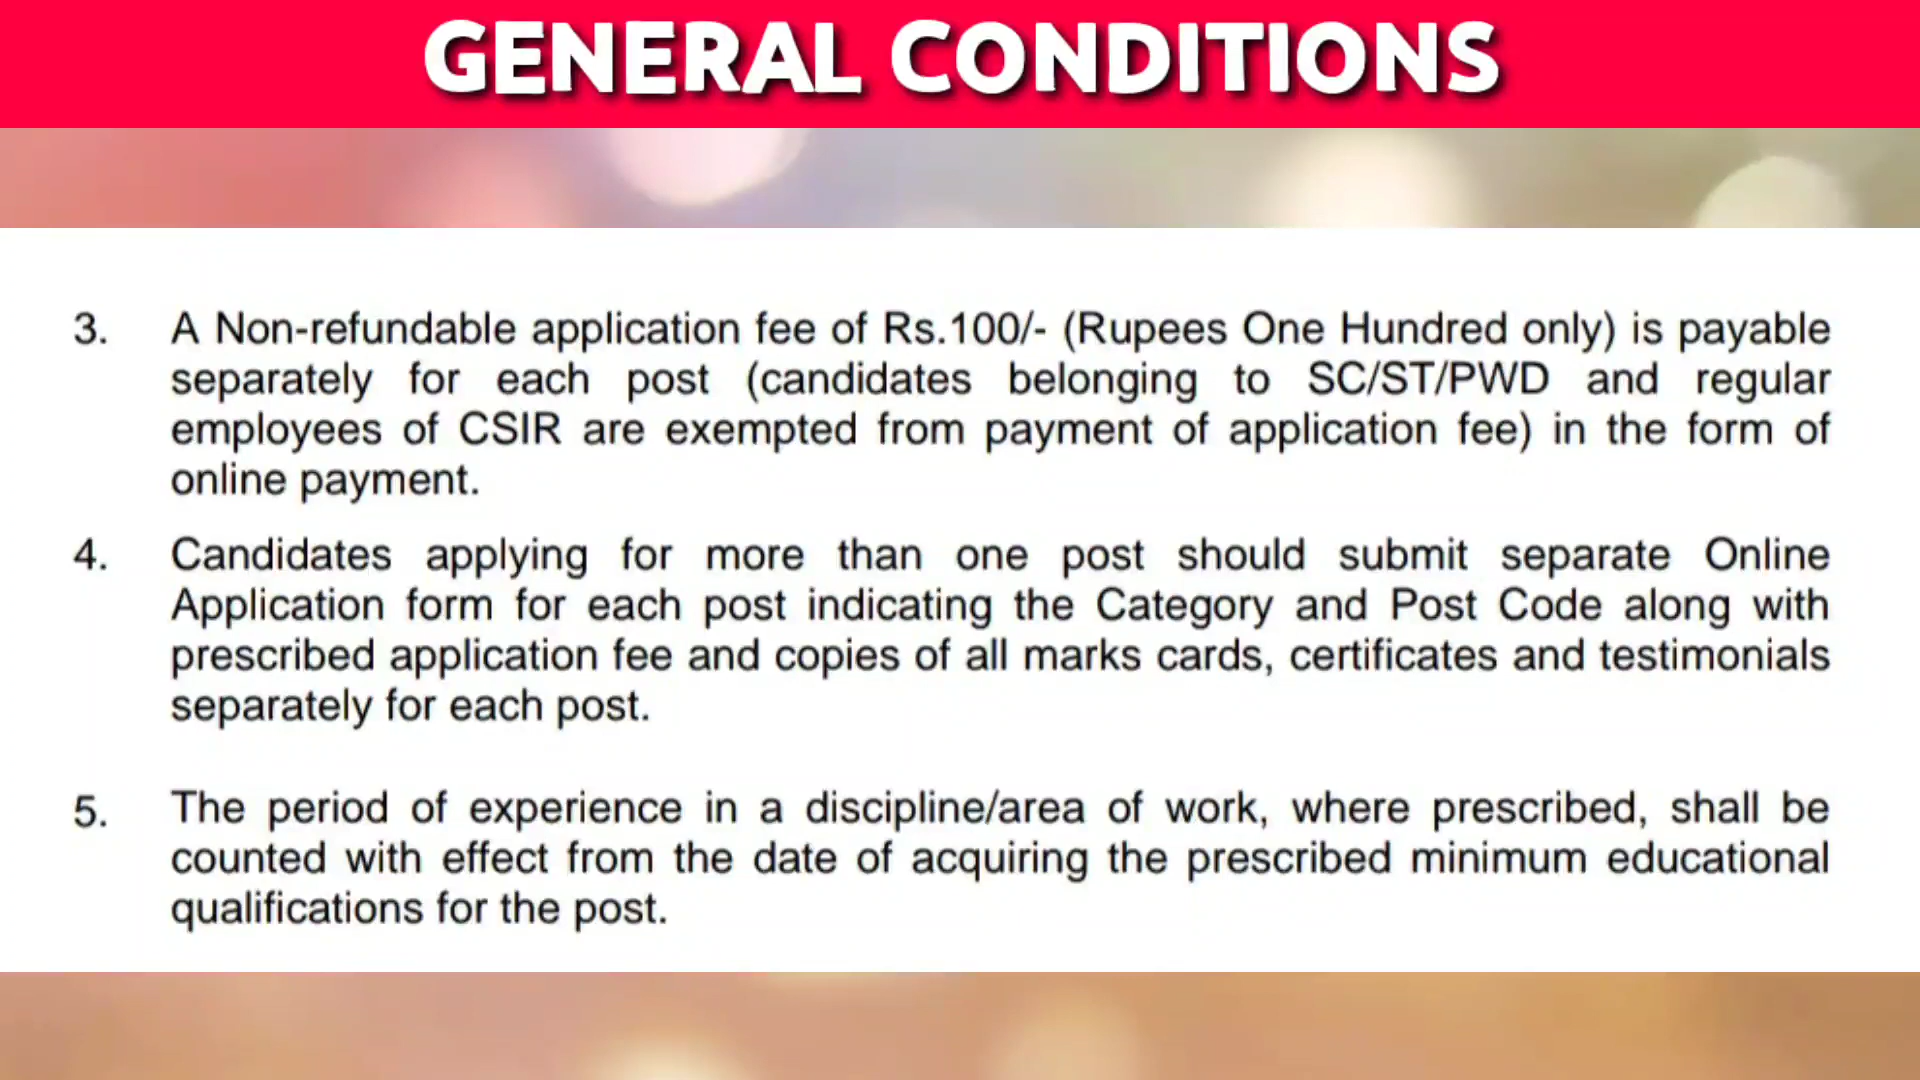 GENERAL CONDITIONS
3. A Non-refundable application fee of Rs.100/- (Rupees One Hundred only) is payable
separately for each post (candidates belonging to SC/ST/PWD and regular
employees of CSIR are exempted from payment of application fee) in the form of
online payment.
4. Candidates applying for more than one post should submit separate Online
Application form for each post indicating the Category and Post Code along with
prescribed application fee and copies of all marks cards, certificates and testimonials
separately for each post.
5. The period of experience in a discipline/area of work, where prescribed, shall be
counted with effect from the date of acquiring the prescribed minimum educational
qualifications for the post.